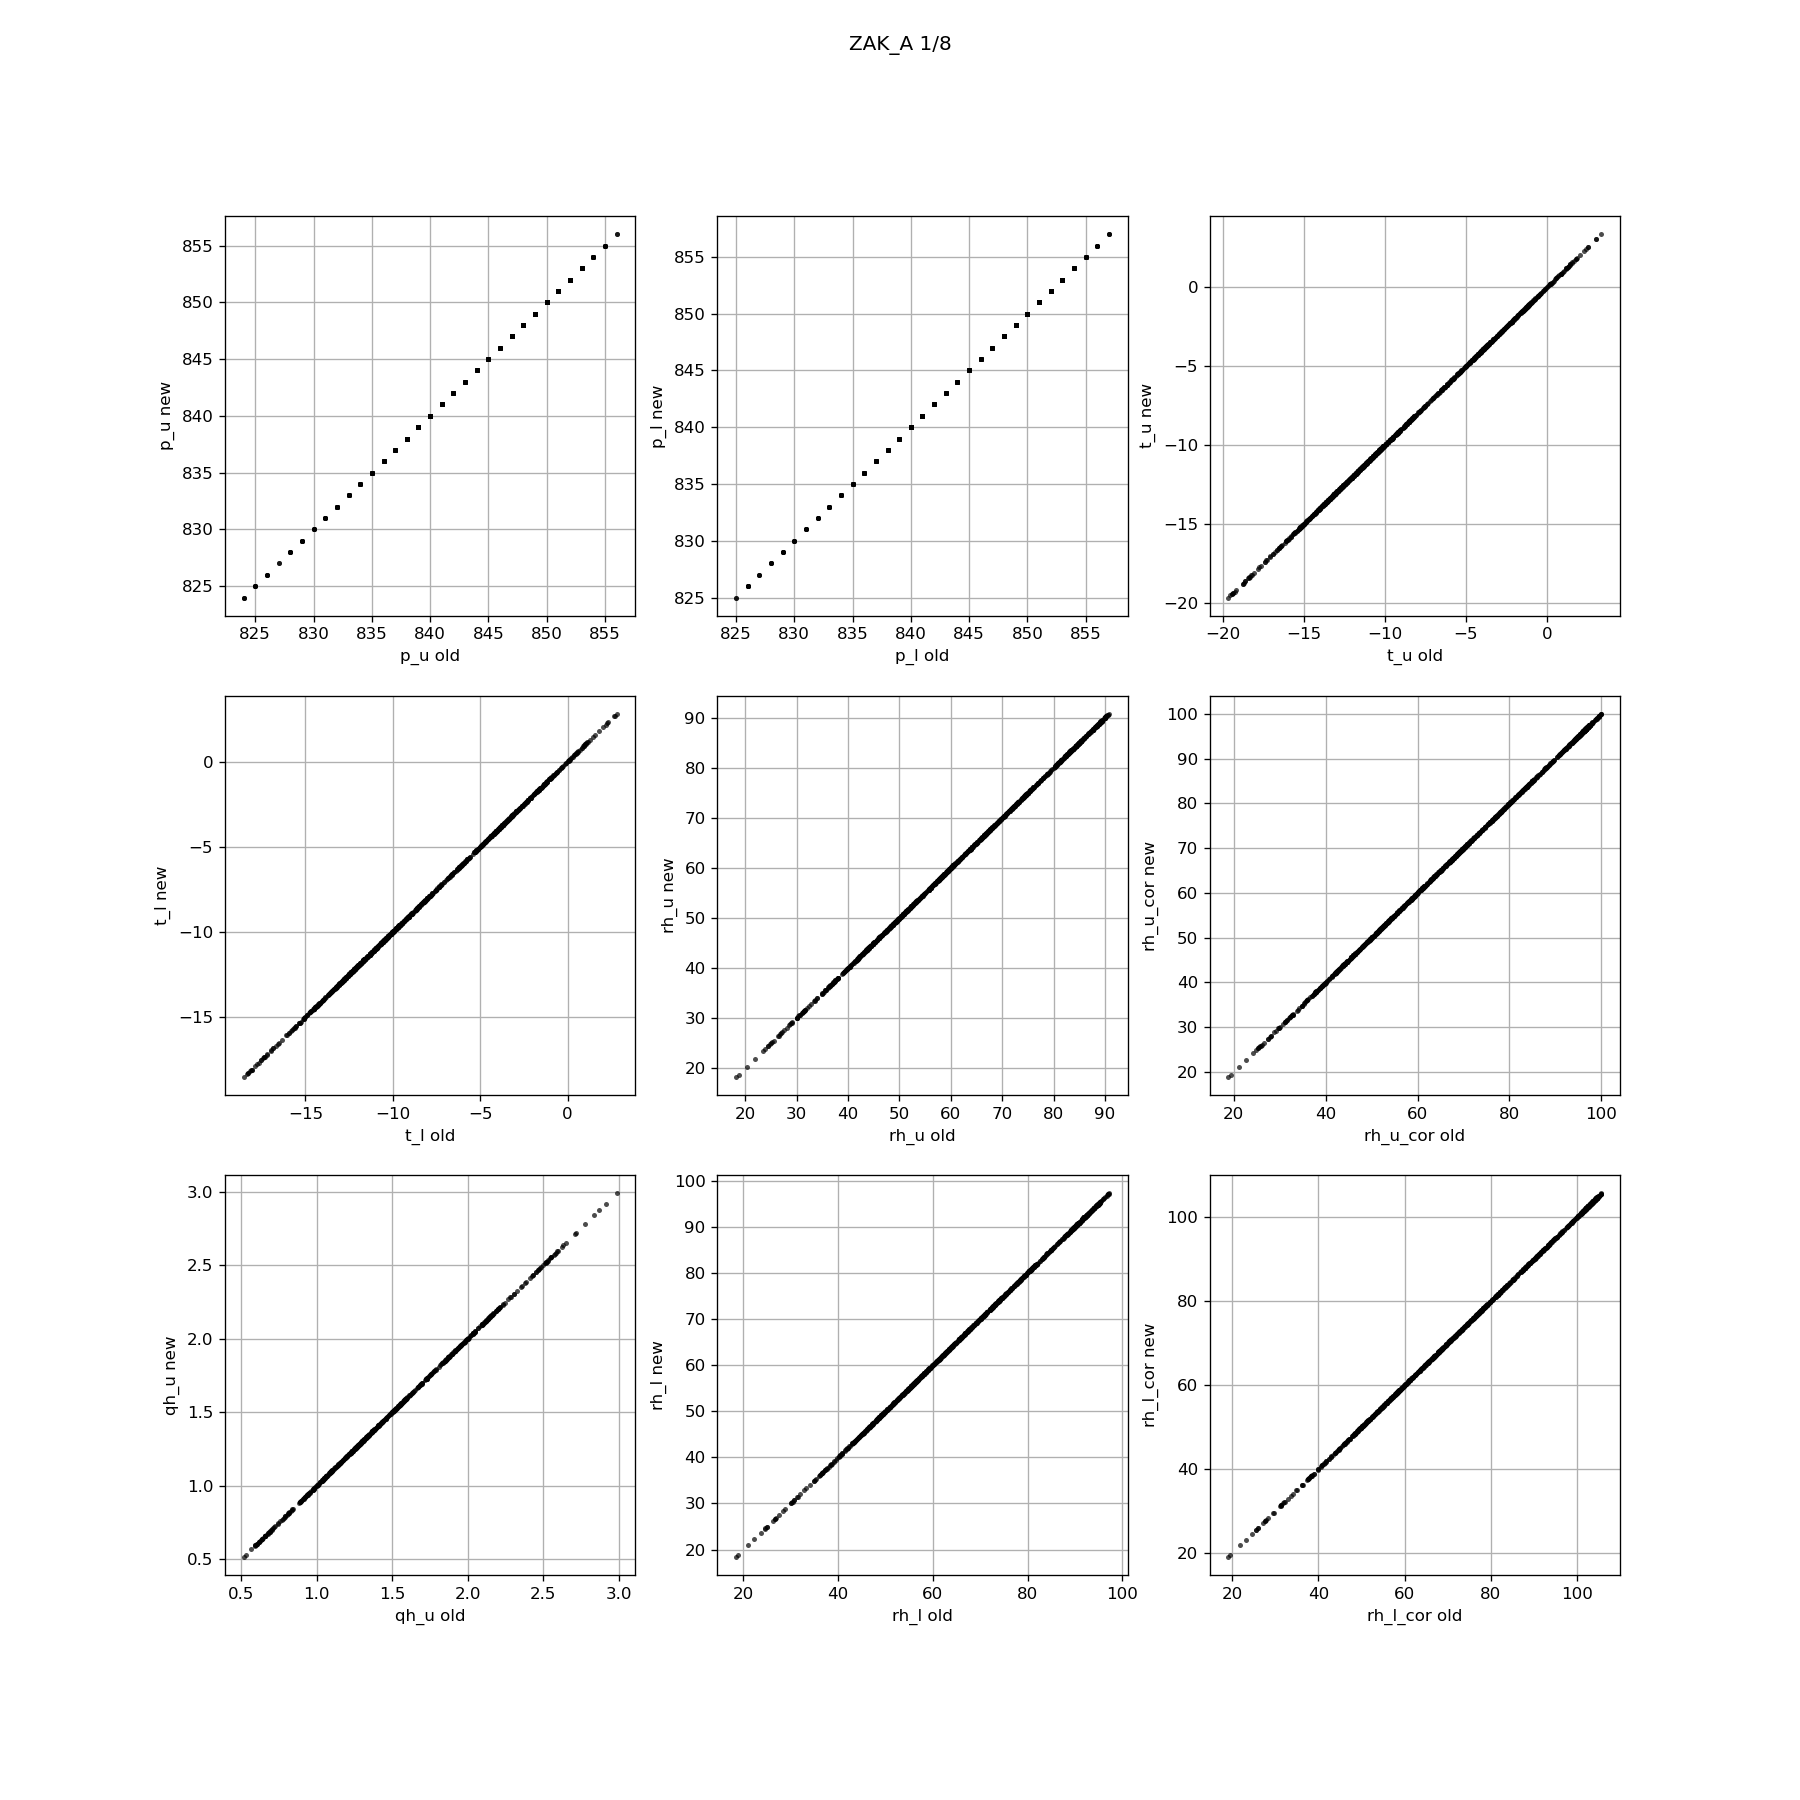 ZAK_A 1/8
855
850
845
840
835
830
825
p_u new
825 830 835 840 845 850 855
p_u old
855
850
845
840
835
830
825
p_l new
825 830 835 840 845 850 855
p_l old
0
−5
−10
−15
−20
t_u new
−20 −15 −10 −5 0
t_u old
0
−5
−10
−15
t_l new
−15 −10 −5 0
t_l old
90
80
70
60
50
40
30
20
rh_u new
20 30 40 50 60 70 80 90
rh_u old
100
90
80
70
60
50
40
30
20
rh_u_cor new
20 40 60 80 100
rh_u_cor old
3.0
2.5
2.0
1.5
1.0
0.5
qh_u new
0.5 1.0 1.5 2.0 2.5 3.0
qh_u old
100
90
80
70
60
50
40
30
20
rh_l new
20 40 60 80 100
rh_l old
100
80
60
40
20
rh_l_cor new
20 40 60 80 100
rh_l_cor old